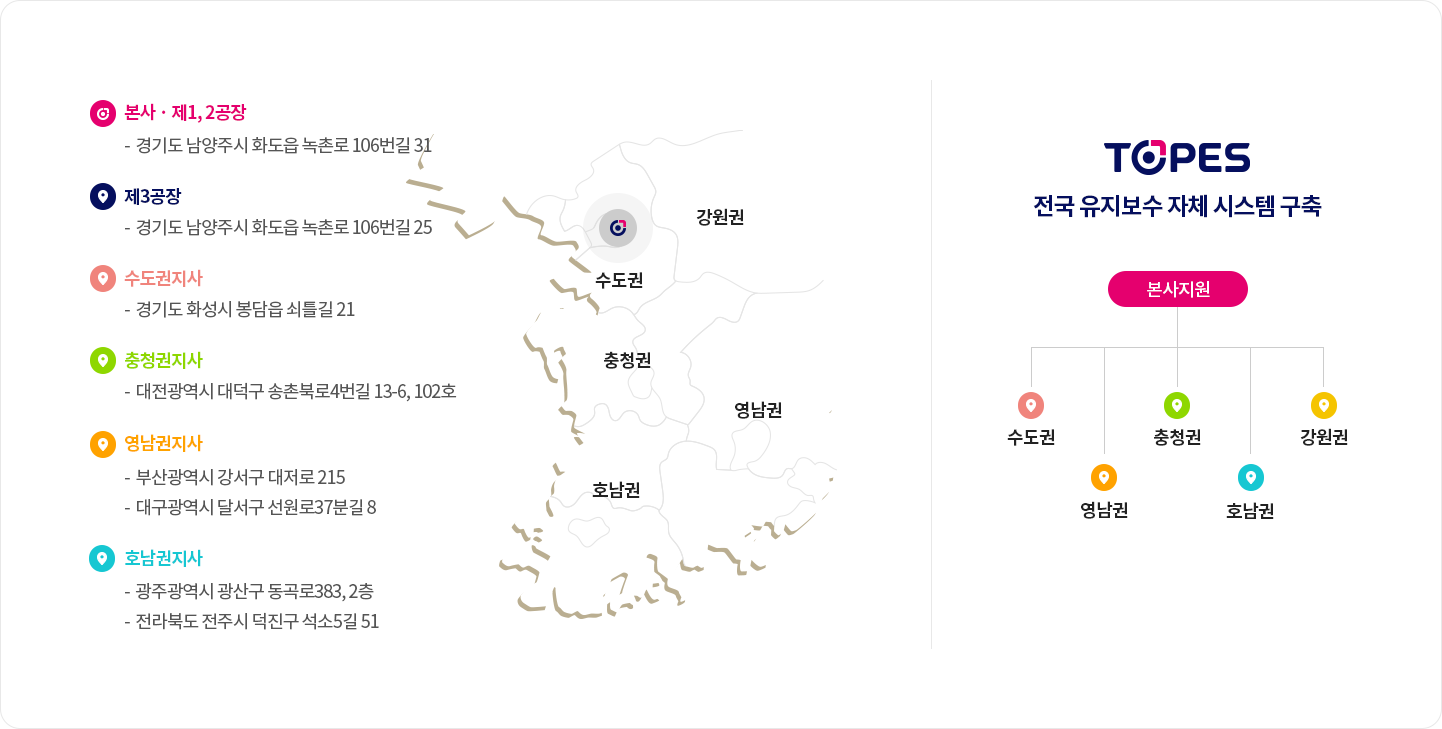 본사 · 제1, 2공장
- 경기도 남양주시 화도읍 녹촌로 106번길 31
제3공장
- 경기도 남양주시 화도읍 녹촌로 106번길 25
수도권지사
- 경기도 화성시 봉담읍 쇠틀길 21
충청권지사
- 대전광역시 대덕구 송촌북로4번길 13-6, 102호
영남권지사
- 부산광역시 강서구 대저로 215
- 대구광역시 달서구 선원로37분길 8
호남권지사
- 광주광역시 광산구 동곡로383, 2층
- 전라북도 전주시 덕진구 석소5길 51
강원권
수도권
충청권
영남권
호남권
TOPES
전국 유지보수 자체 시스템 구축
본사지원
수도권
충청권
강원권
영남권
호남권